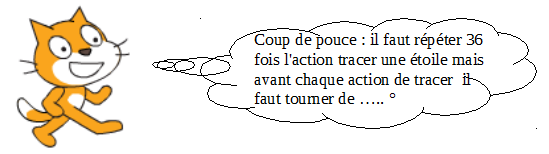 Coup de pouce : il faut répéter 36
fois l'action tracer une étoile mais
avant chaque action de tracer il
faut tourner de ….. °